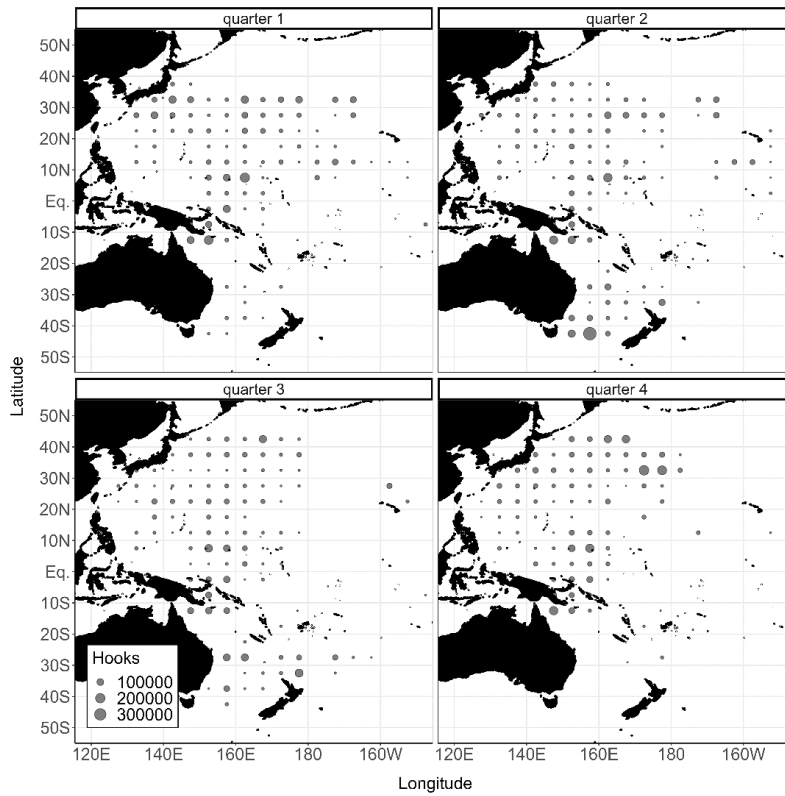 quarter 1
quarter 2
50N
40N
30N
20N
10N
Eq.
10S
20S
30S
40S
50S
Latitude
quarter 3
quarter 4
50N
40N
30N
20N
10N
Eq.
10S
20S
30S
40S
50S
Hooks
100000
200000
300000
120E 140E 160E 180 160W 120E 140E 160E 180 160W
Longitude